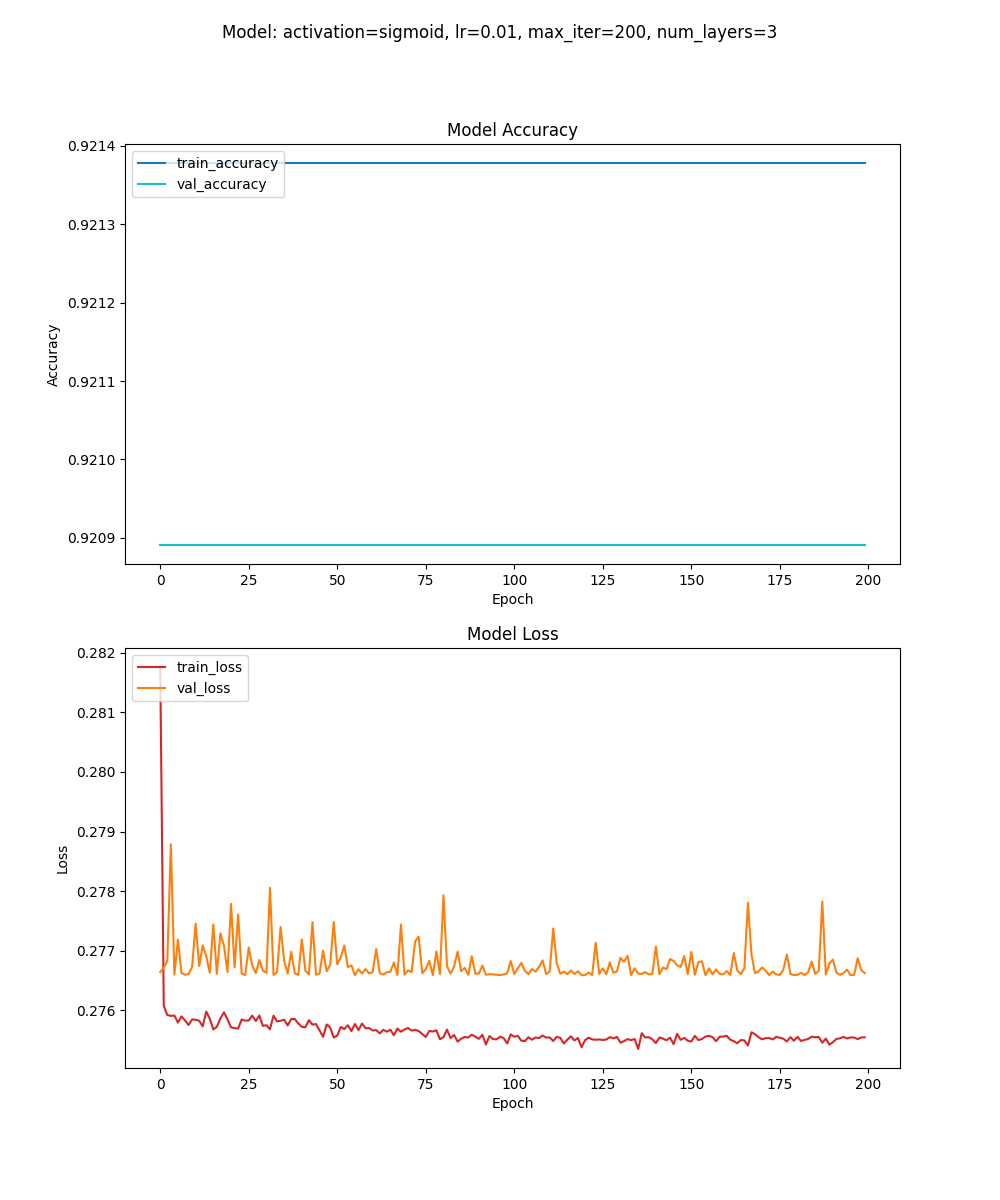 Model: activation=sigmoid, lr=0.01, max_iter=200, num_layers=3
Model Accuracy
train_accuracy
val_accuracy
0.9214
0.9213
0.9212
0.9211
0.9210
0.9209
Accuracy
0 25 50 75 100 125 150 175 200
Epoch
Model Loss
train_loss
val_loss
0.282
0.281
0.280
0.279
0.278
0.277
0.276
Loss
0 25 50 75 100 125 150 175 200
Epoch